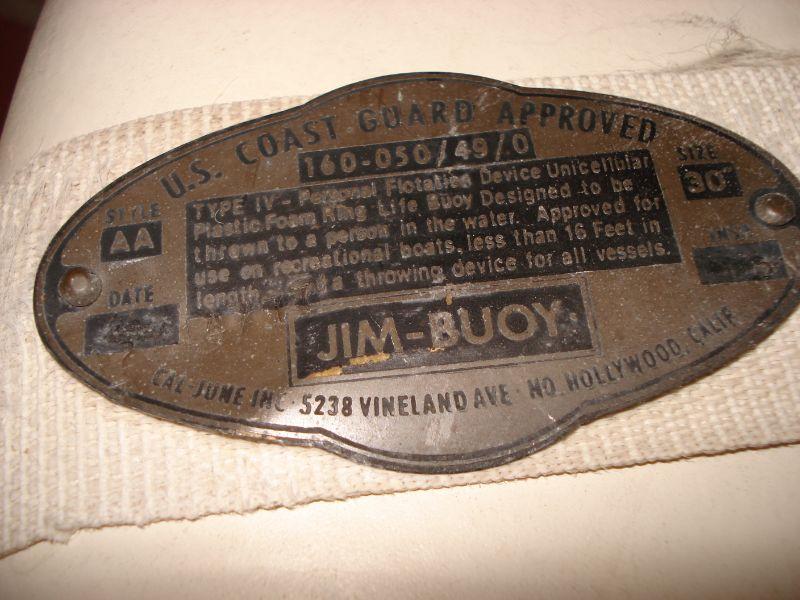 U.S. COAST GUARD APPROVED
160-050/49/0
STYLE
AA
SIZE
30"
TYPE IV - Personal Flotation Device Unicellular
Plastic Foam Ring Life Buoy Designed to be
thrown to a person in the water. Approved for
use on recreational boats, less than 16 Feet in
length, a throwing device for all vessels.
DATE
INSP.
JIM-BUOY
CAL-JUNE INC. 5238 VINELAND AVE. NO. HOLLYWOOD, CALIF.